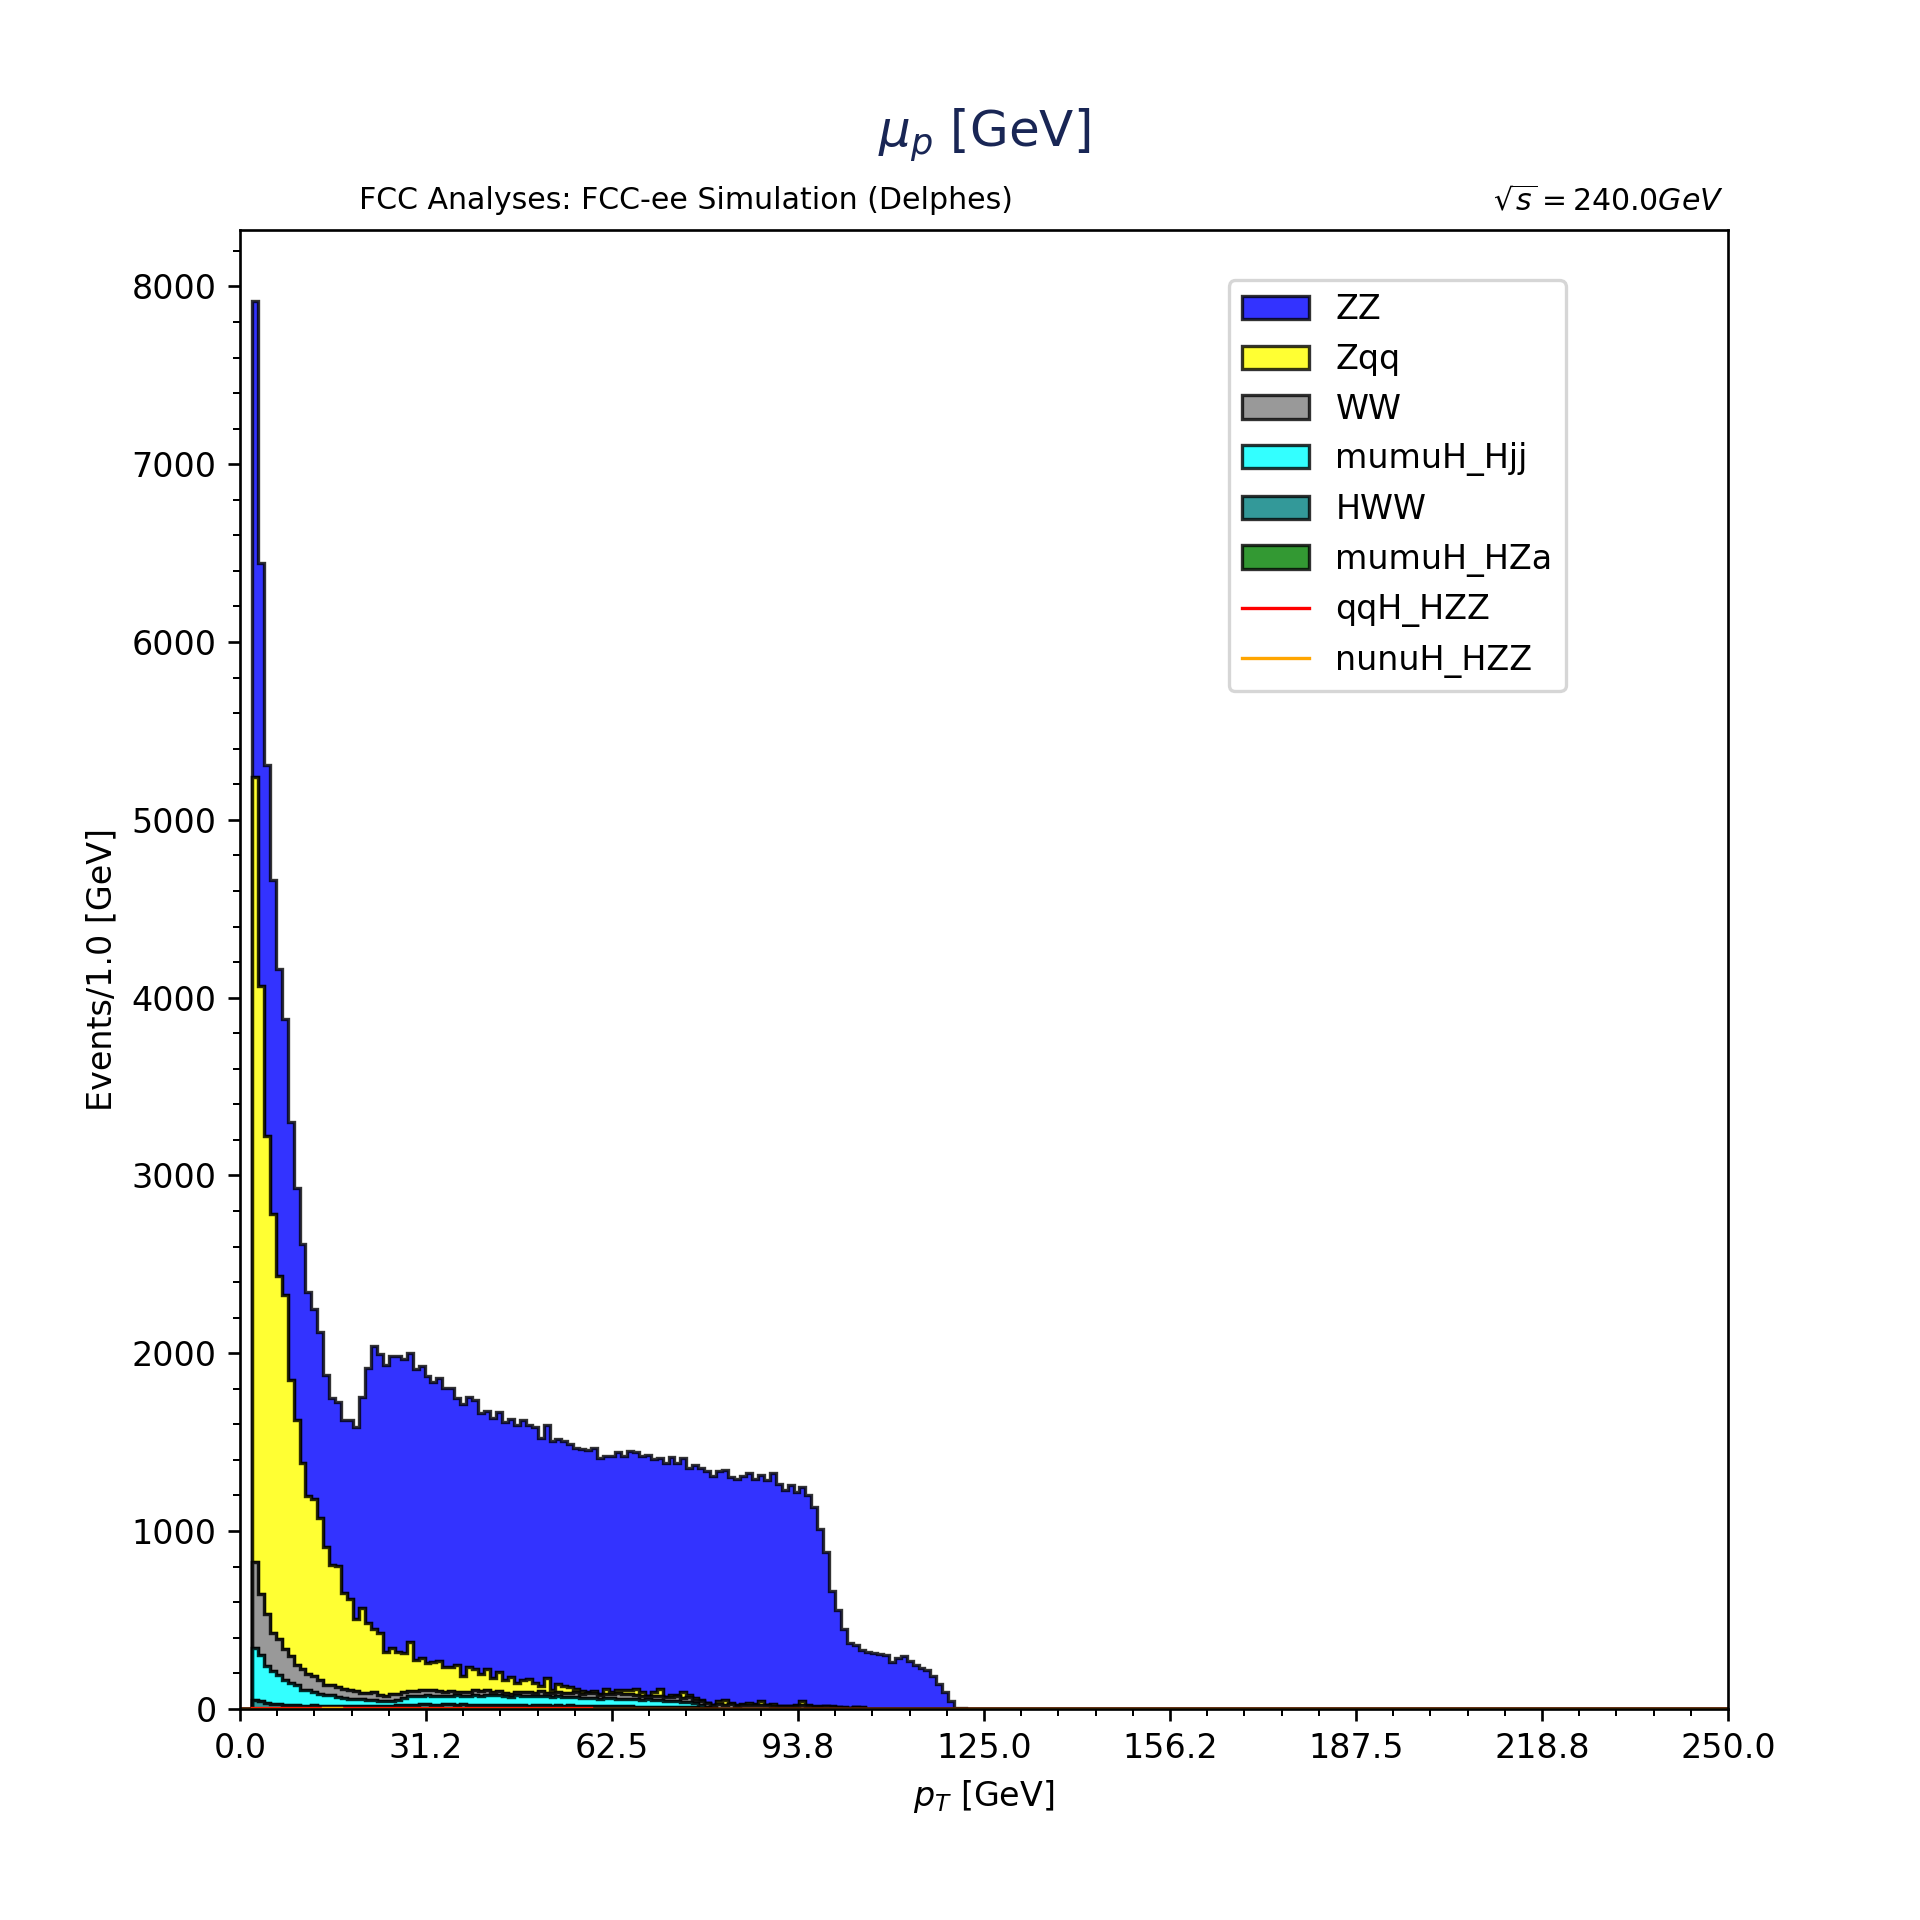 μp [GeV]
FCC Analyses: FCC-ee Simulation (Delphes)
√s = 240.0GeV
8000
7000
6000
5000
4000
3000
2000
1000
0
Events/1.0 [GeV]
ZZ
Zqq
WW
mumuH_Hjj
HWW
mumuH_HZa
qqH_HZZ
nunuH_HZZ
0.0 31.2 62.5 93.8 125.0 156.2 187.5 218.8 250.0
pT [GeV]